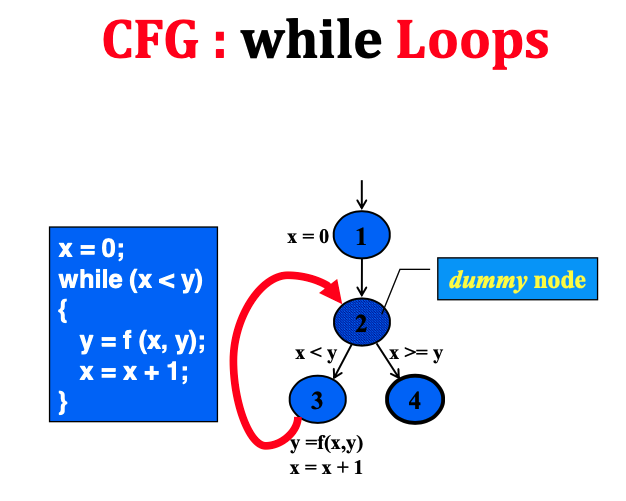 CFG : while Loops
x = 0;
while (x < y)
{
y = f (x, y);
x = x + 1;
}
x = 0
1
dummy node
2
x < y
x >= y
3
4
y =f(x,y)
x = x + 1